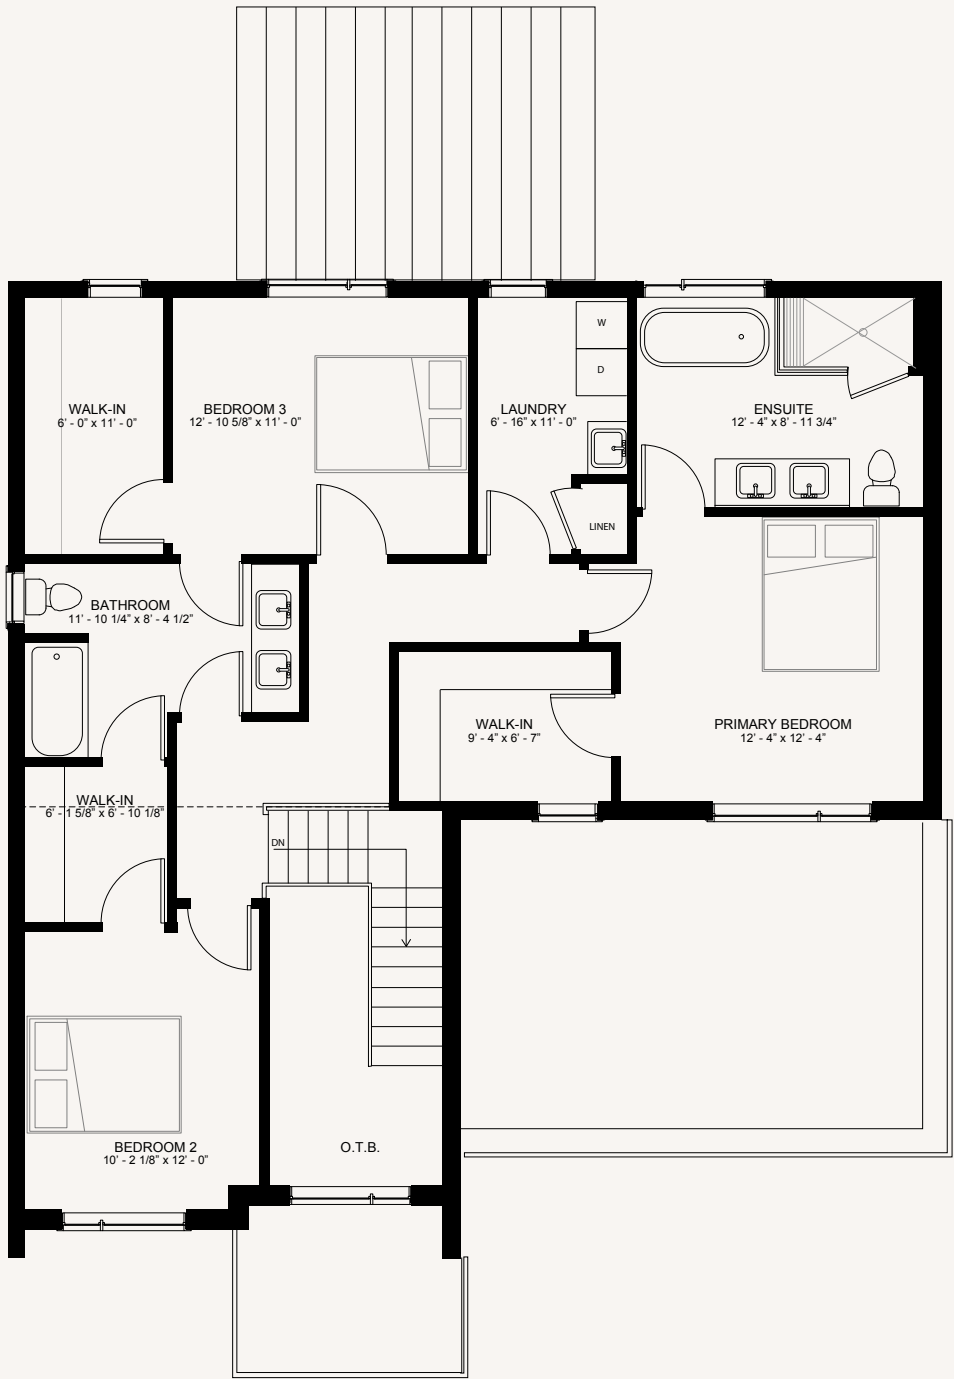 W
D
WALK-IN
6' - 0" x 11' - 0"
BEDROOM 3
12' - 10 5/8" x 11' - 0"
LAUNDRY
6' - 16" x 11' - 0"
ENSUITE
12' - 4" x 8' - 11 3/4"
LINEN
BATHROOM
11' - 10 1/4" x 8' - 4 1/2"
WALK-IN
9' - 4" x 6' - 7"
PRIMARY BEDROOM
12' - 4" x 12' - 4"
WALK-IN
6' - 1 5/8" x 6' - 10 1/8"
DN
BEDROOM 2
10' - 2 1/8" x 12' - 0"
O.T.B.